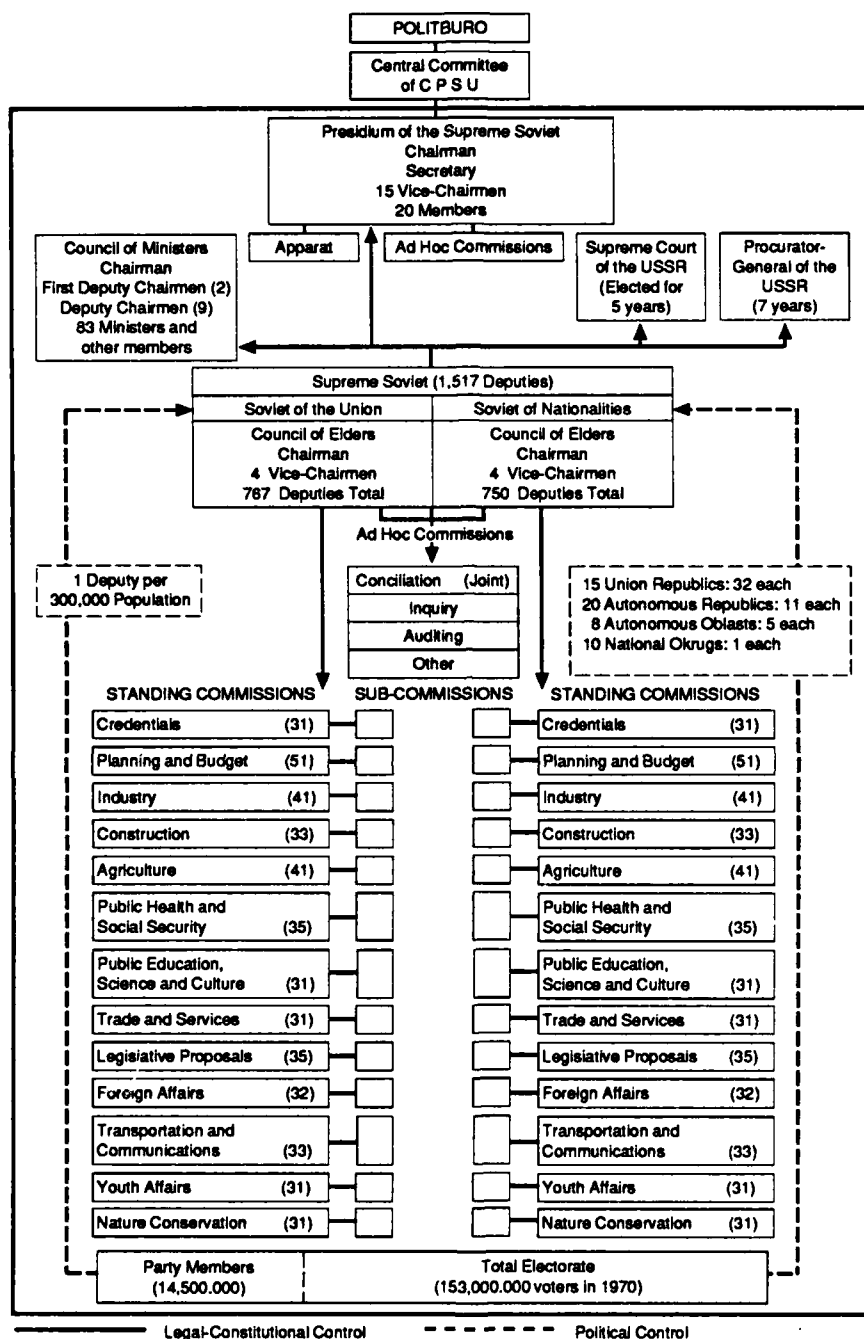 POLITBURO
Central Committee
of C P S U
Presidium of the Supreme Soviet
Chairman
Secretary
15 Vice-Chairmen
20 Members
Apparat
Ad Hoc Commissions
Council of Ministers
Chairman
First Deputy Chairmen (2)
Deputy Chairmen (9)
83 Ministers and
other members
Supreme Court
of the USSR
(Elected for
5 years)
Procurator-
General of the
USSR
(7 years)
Supreme Soviet (1,517 Deputies)
Soviet of the Union
Council of Elders
Chairman
4 Vice-Chairmen
767 Deputies Total
Soviet of Nationalities
Council of Elders
Chairman
4 Vice-Chairmen
750 Deputies Total
Ad Hoc Commissions
Conciliation (Joint)
Inquiry
Auditing
Other
1 Deputy per
300,000 Population
15 Union Republics: 32 each
20 Autonomous Republics: 11 each
8 Autonomous Oblasts: 5 each
10 National Okrugs: 1 each
STANDING COMMISSIONS
Credentials (31)
Planning and Budget (51)
Industry (41)
Construction (33)
Agriculture (41)
Public Health and
Social Security (35)
Public Education,
Science and Culture (31)
Trade and Services (31)
Legislative Proposals (35)
Foreign Affairs (32)
Transportation and
Communications (33)
Youth Affairs (31)
Nature Conservation (31)
SUB-COMMISSIONS
STANDING COMMISSIONS
Credentials (31)
Planning and Budget (51)
Industry (41)
Construction (33)
Agriculture (41)
Public Health and
Social Security (35)
Public Education,
Science and Culture (31)
Trade and Services (31)
Legislative Proposals (35)
Foreign Affairs (32)
Transportation and
Communications (33)
Youth Affairs (31)
Nature Conservation (31)
Party Members
(14,500.000)
Total Electorate
(153,000.000 voters in 1970)
Legal-Constitutional Control
Political Control